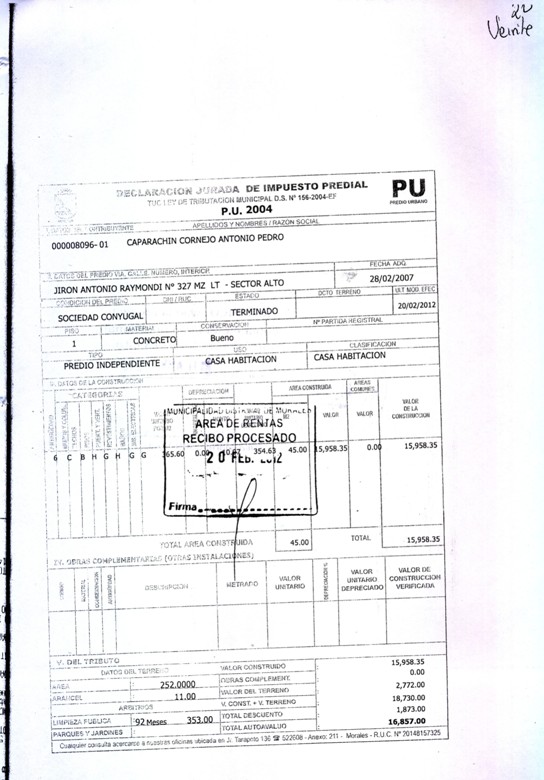 22
Veinte
DECLARACION JURADA DE IMPUESTO PREDIAL
TUC LEY DE TRIBUTACION MUNICIPAL D.S. N° 156-2004-EF
P.U. 2004
PU
PREDIO URBANO
CONTRIBUYENTE
APELLIDOS Y NOMBRES / RAZON SOCIAL
000008096-01 CAPARACHIN CORNEJO ANTONIO PEDRO
DATOS DEL PREDIO VIA, CALLE, NUMERO, INTERIOR
FECHA ADQ.
28/02/2007
JIRON ANTONIO RAYMONDI N° 327 MZ LT - SECTOR ALTO
CONDICION DEL PREDIO
ESTADO
DCTO TERRENO
ULT MOD. EFEC.
SOCIEDAD CONYUGAL
TERMINADO
20/02/2012
PISO MATERIAL CONSERVACION N° PARTIDA REGISTRAL
1 CONCRETO Bueno
TIPO USO CLASIFICACION
PREDIO INDEPENDIENTE CASA HABITACION CASA HABITACION
DATOS DE LA CONSTRUCCION
CATEGORIAS DEPRECIACION AREA CONSTRUIDA AREAS COMUNES VALOR DE LA CONSTRUCCION
VALOR VALOR
MUNICIPALIDAD DISTRITAL DE MORALES
AREA DE RENTAS
RECIBO PROCESADO
20 FEB. 2012
Firma
6 C B H G H G G 365.60 0.00 354.63 45.00 15,958.35 0.00 15,958.35
TOTAL AREA CONSTRUIDA 45.00 TOTAL 15,958.35
IV. OBRAS COMPLEMENTARIAS (OTRAS INSTALACIONES)
DESCRIPCION METRADO VALOR UNITARIO DEPRECIACION % VALOR UNITARIO DEPRECIADO VALOR DE CONSTRUCCION VERIFICADA
V. DEL TRIBUTO
DATOS DEL TERRENO
VALOR CONSTRUIDO 15,958.35
OBRAS COMPLEMENT 0.00
AREA 252.0000
VALOR DEL TERRENO 2,772.00
ARANCEL 11.00
V. CONST. + V. TERRENO 18,730.00
ARBITRIOS
TOTAL DESCUENTO 1,873.00
LIMPIEZA PUBLICA 92 Meses 353.00
TOTAL AUTOAVALUO 16,857.00
PARQUES Y JARDINES
Cualquier consulta acercarse a nuestras oficinas ubicada en Jr. Tarapoto 136 ☎ 522608 - Anexo: 211 - Morales - R.U.C. N° 20148157325